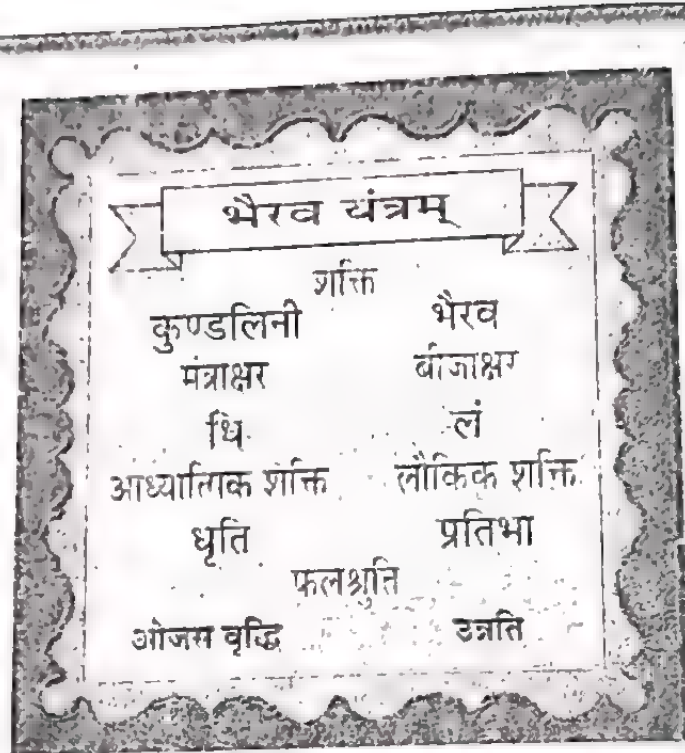 भैरव यंत्रम्
शक्ति
कुण्डलिनी भैरव
मंत्राक्षर बीजाक्षर
धि लं
आध्यात्मिक शक्ति लौकिक शक्ति
धृति प्रतिभा
फलश्रुति
ओजस वृद्धि उन्नति